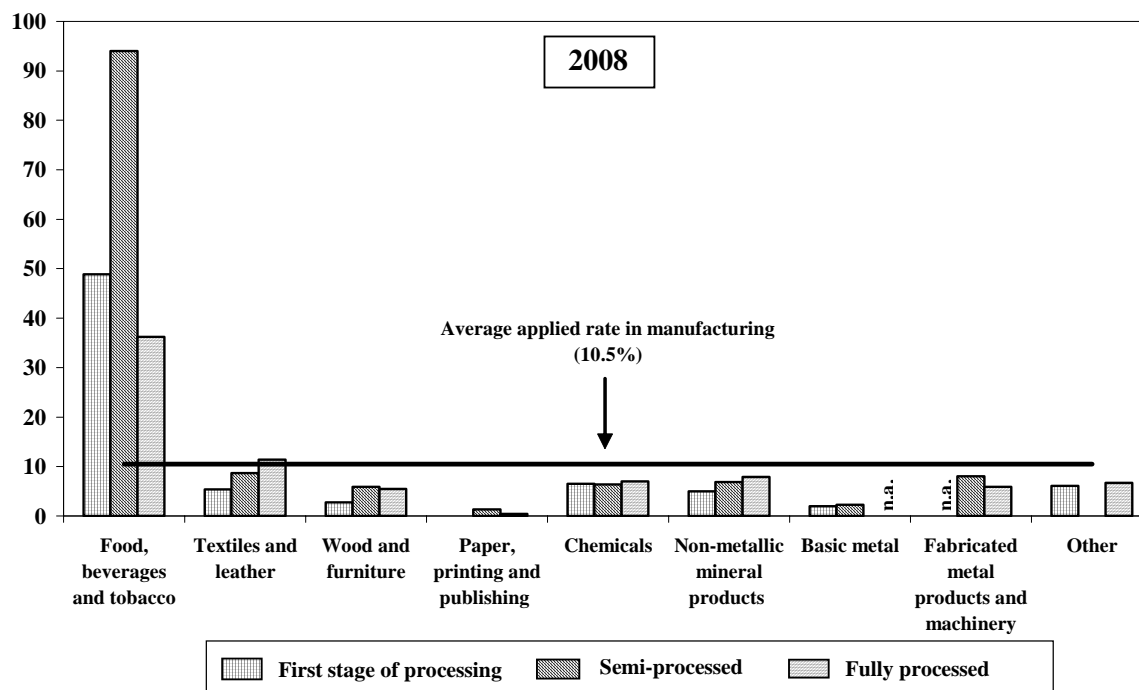 2008
100
90
80
70
60
50
40
30
20
10
0
Average applied rate in manufacturing
(10.5%)
n.a.
n.a.
Food,
beverages
and tobacco
Textiles and
leather
Wood and
furniture
Paper,
printing and
publishing
Chemicals
Non-metallic
mineral
products
Basic metal
Fabricated
metal
products and
machinery
Other
First stage of processing
Semi-processed
Fully processed